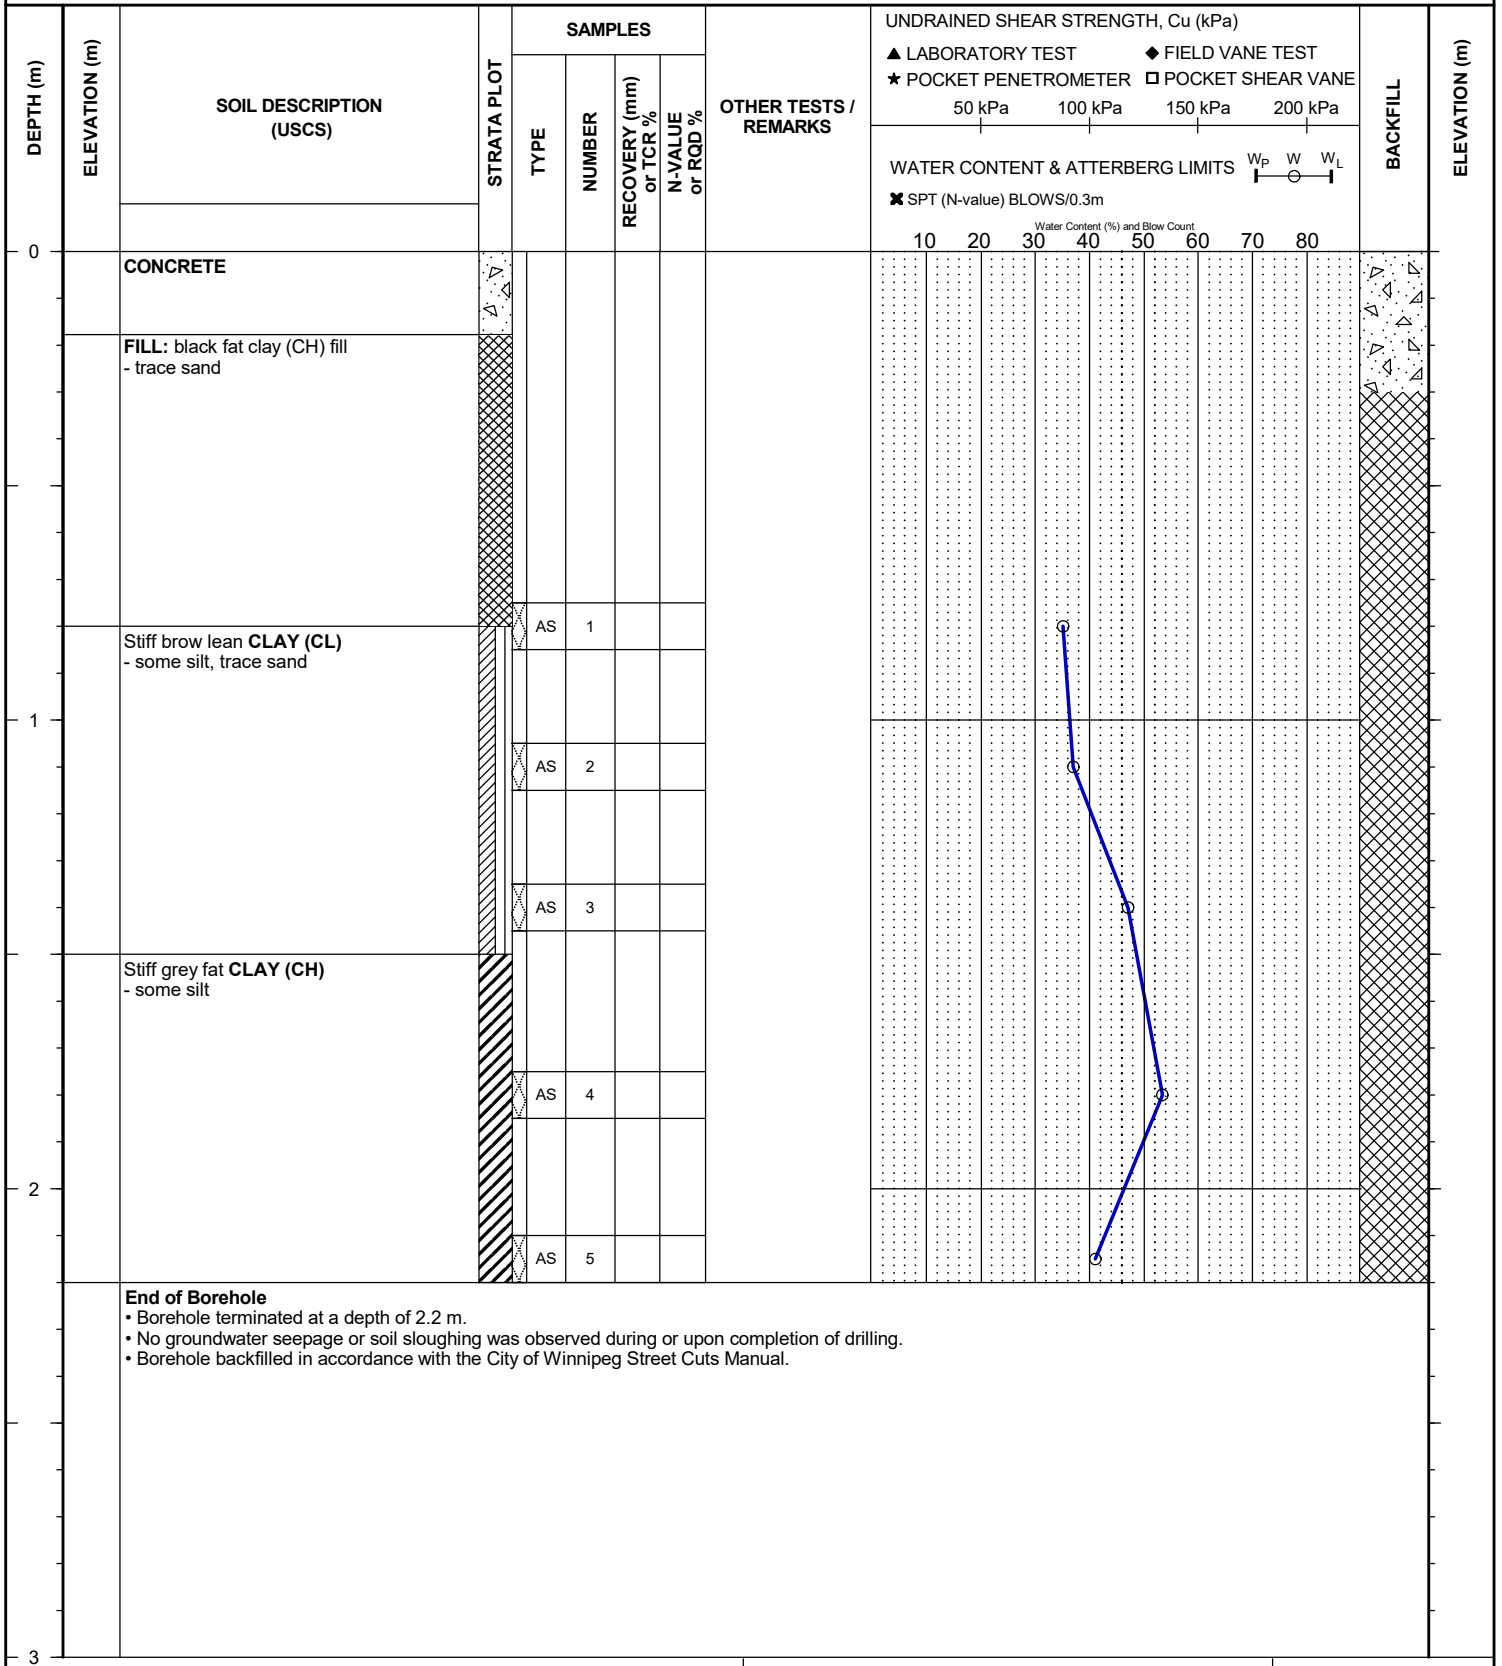 DEPTH (m)
ELEVATION (m)
SOIL DESCRIPTION
(USCS)
STRATA PLOT
SAMPLES
TYPE
NUMBER
RECOVERY (mm)
or TCR %
N-VALUE
or RQD %
OTHER TESTS /
REMARKS
UNDRAINED SHEAR STRENGTH, Cu (kPa)
▲ LABORATORY TEST ◆ FIELD VANE TEST
★ POCKET PENETROMETER □ POCKET SHEAR VANE
50 kPa 100 kPa 150 kPa 200 kPa
WATER CONTENT & ATTERBERG LIMITS WP W WL
✖ SPT (N-value) BLOWS/0.3m
Water Content (%) and Blow Count
10 20 30 40 50 60 70 80
BACKFILL
ELEVATION (m)
0
CONCRETE
FILL: black fat clay (CH) fill
- trace sand
AS 1
Stiff brow lean CLAY (CL)
- some silt, trace sand
1
AS 2
AS 3
Stiff grey fat CLAY (CH)
- some silt
AS 4
2
AS 5
End of Borehole
• Borehole terminated at a depth of 2.2 m.
• No groundwater seepage or soil sloughing was observed during or upon completion of drilling.
• Borehole backfilled in accordance with the City of Winnipeg Street Cuts Manual.
3